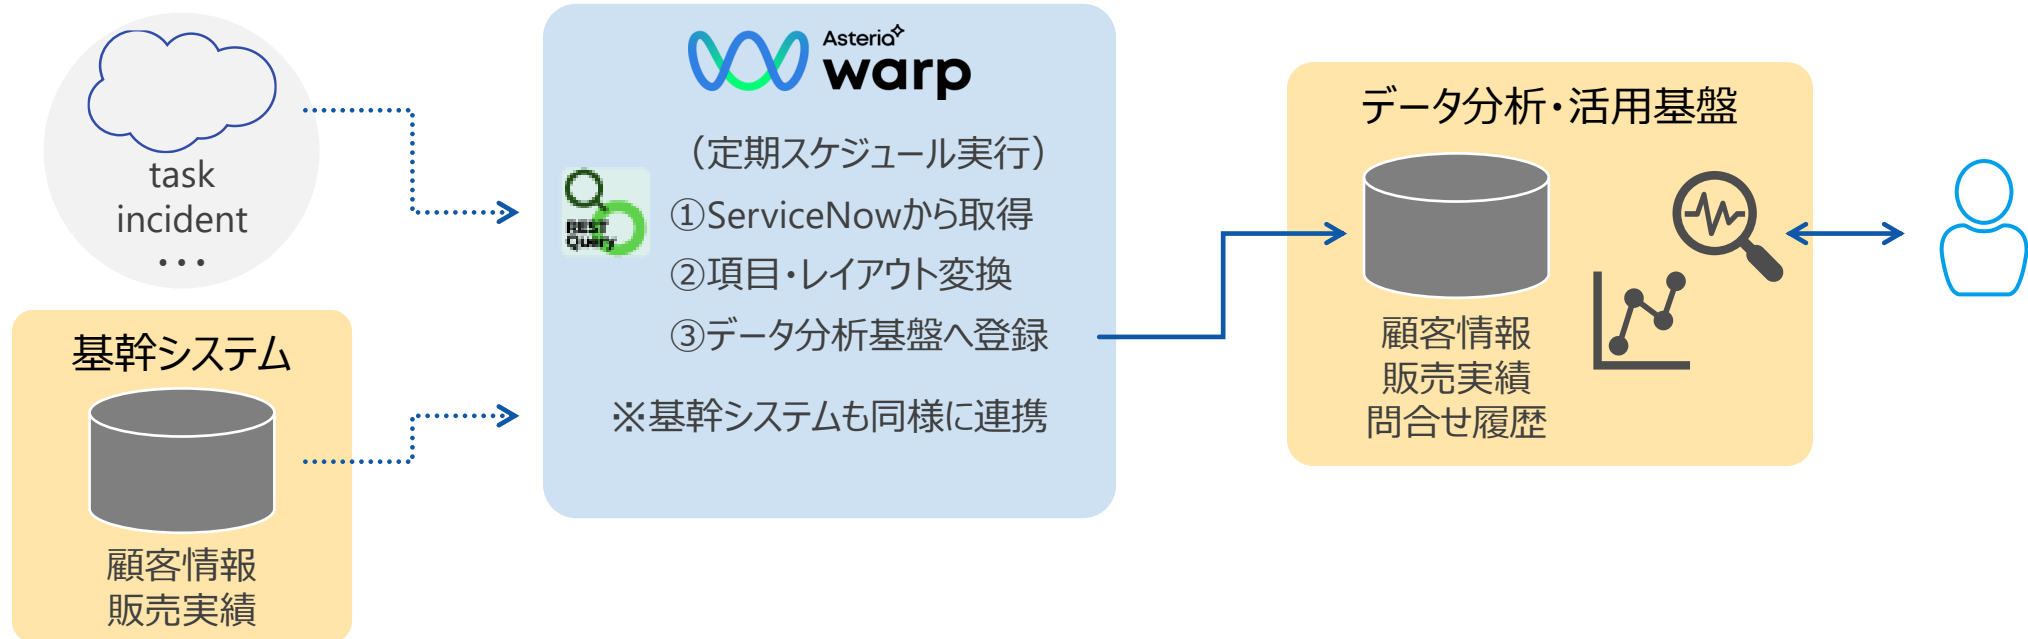 task
incident
・・・
基幹システム
顧客情報
販売実績
Asteria
warp
（定期スケジュール実行）
REST
Query
①ServiceNowから取得
②項目・レイアウト変換
③データ分析基盤へ登録
※基幹システムも同様に連携
データ分析・活用基盤
顧客情報
販売実績
問合せ履歴